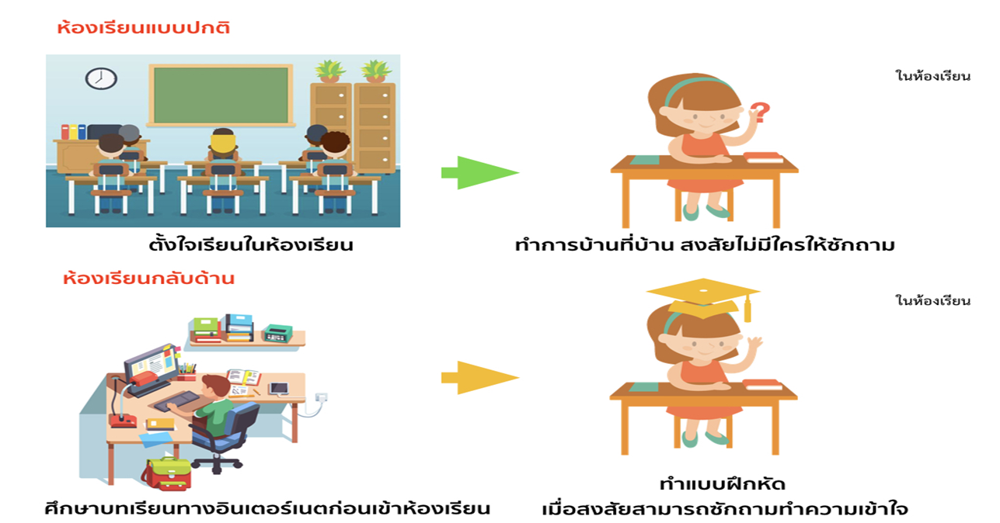 ห้องเรียนแบบปกติ
ในห้องเรียน
?
ตั้งใจเรียนในห้องเรียน
ทำการบ้านที่บ้าน สงสัยไม่มีใครให้ซักถาม
ห้องเรียนกลับด้าน
ในห้องเรียน
ศึกษาบทเรียนทางอินเตอร์เนตก่อนเข้าห้องเรียน
ทำแบบฝึกหัด
เมื่อสงสัยสามารถซักถามทำความเข้าใจ